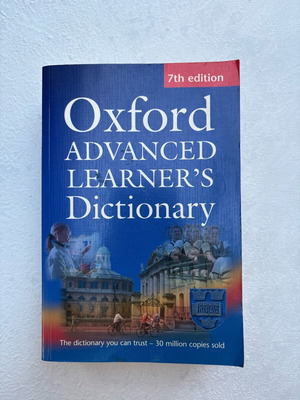 7th edition
Oxford
ADVANCED
LEARNER'S
Dictionary
The dictionary you can trust – 30 million copies sold